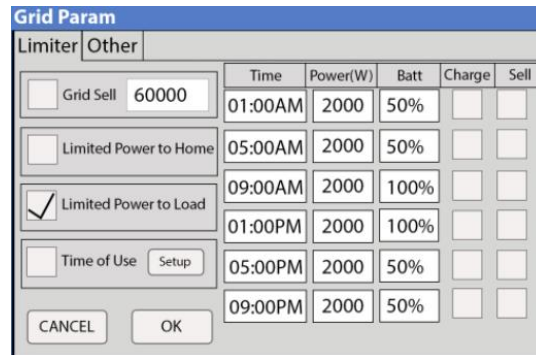 Grid Param
Limiter Other
Grid Sell 60000
Limited Power to Home
Limited Power to Load
Time of Use Setup
CANCEL OK
Time Power(W) Batt Charge Sell
01:00AM 2000 50%
05:00AM 2000 50%
09:00AM 2000 100%
01:00PM 2000 100%
05:00PM 2000 50%
09:00PM 2000 50%